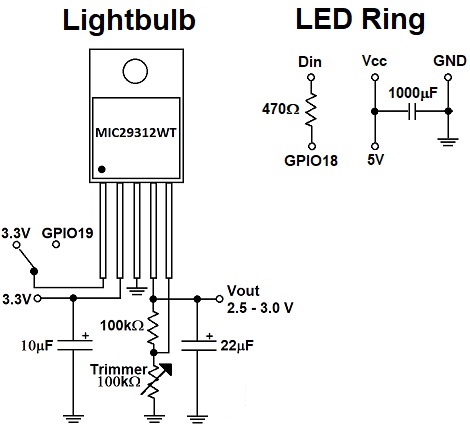 Lightbulb
LED Ring
MIC29312WT
Din
Vcc
GND
470Ω
1000μF
GPIO18
5V
3.3V GPIO19
3.3V
Vout
2.5 - 3.0 V
10μF
+
100kΩ
+
22μF
Trimmer
100kΩ